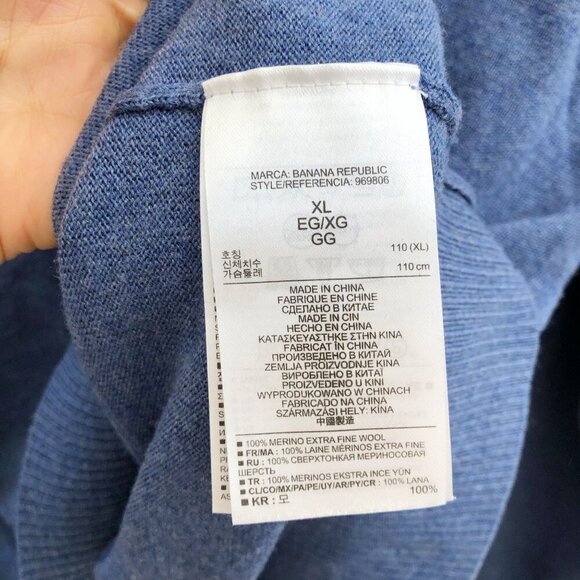 MARCA: BANANA REPUBLIC
STYLE/REFERENCIA: 969806
XL
EG/XG
GG
호칭 110 (XL)
신체치수
가슴둘레 110 cm
MADE IN CHINA
FABRIQUE EN CHINE
СДЕЛАНО В КИТАЕ
MADE IN CIN
HECHO EN CHINA
ΚΑΤΑΣΚΕΥΑΣΤΗΚΕ ΣΤΗΝ ΚΙΝΑ
FABRICAT ÎN CHINA
ПРОИЗВЕДЕНО В КИТАЙ
ZEMLJA PROIZVODNJE KINA
ВИРОБЛЕНО В КИТАЇ
PROIZVEDENO U KINI
WYPRODUKOWANO W CHINACH
FABRICADO NA CHINA
SZÁRMAZÁSI HELY: KÍNA
中國製造
■ 100% MERINO EXTRA FINE WOOL
■ FR/MA : 100% LAINE MÉRINOS EXTRA FINE
■ RU : 100% СВЕРХТОНКАЯ МЕРИНОСОВАЯ
ШЕРСТЬ
■ TR : 100% MERINOS EKSTRA INCE YÜN
■ CL/CO/MX/PA/PE/UY/AR/PY/CR : 100% LANA
■ KR : 모 100%